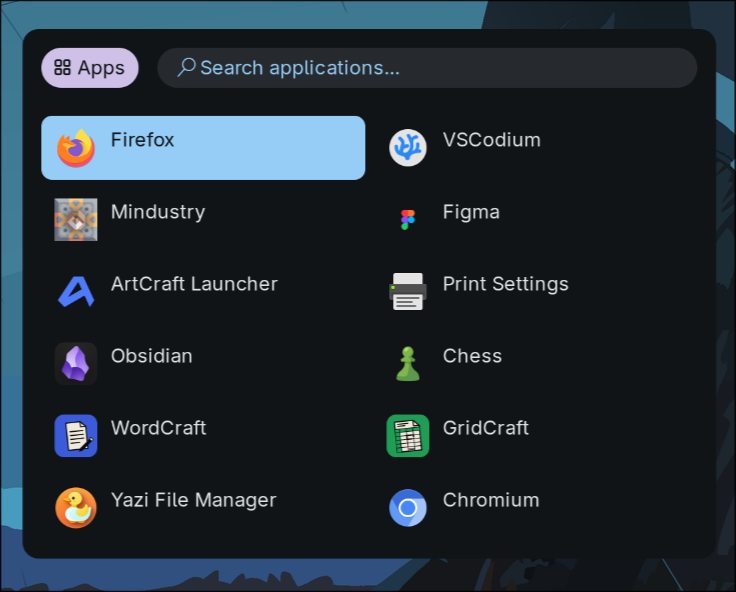 Apps
Search applications...
Firefox
VSCodium
Mindustry
Figma
ArtCraft Launcher
Print Settings
Obsidian
Chess
WordCraft
GridCraft
Yazi File Manager
Chromium